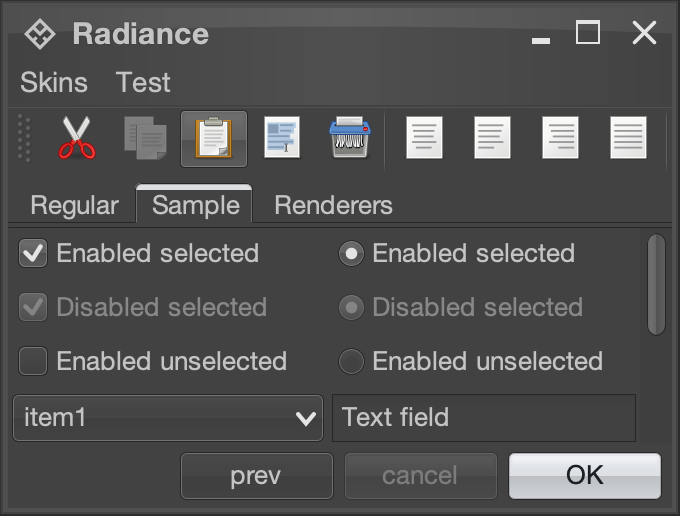 Radiance
Skins Test
Regular Sample Renderers
Enabled selected Enabled selected
Disabled selected Disabled selected
Enabled unselected Enabled unselected
item1 Text field
prev cancel OK